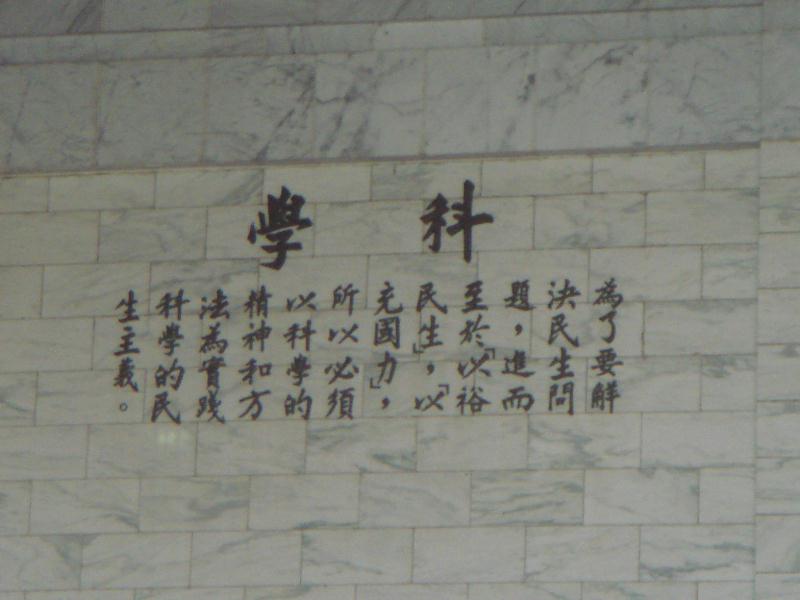 科學
為了要解
決民生問
題，進而
至於「以裕
民生」，「以
充國力」，
所以必須
以科學的
精神和方
法為實踐
科學的民
生主義。